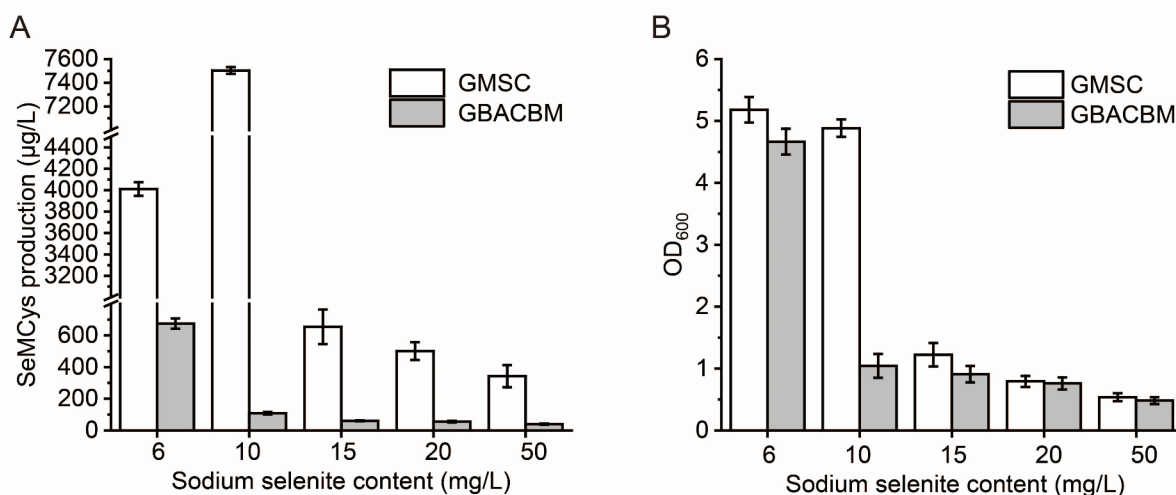 A
SeMCys production (µg/L)
7600
7400
7200
4400
4200
4000
3800
3600
3400
3200
600
400
200
0
GMSC
GBACBM
6 10 15 20 50
Sodium selenite content (mg/L)
B
OD600
6
5
4
3
2
1
0
GMSC
GBACBM
6 10 15 20 50
Sodium selenite content (mg/L)